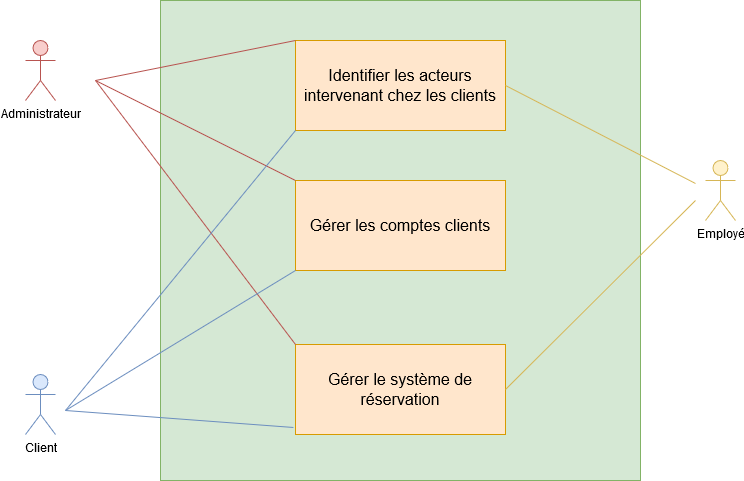 Administrateur
Identifier les acteurs
intervenant chez les clients
Gérer les comptes clients
Employé
Gérer le système de
réservation
Client